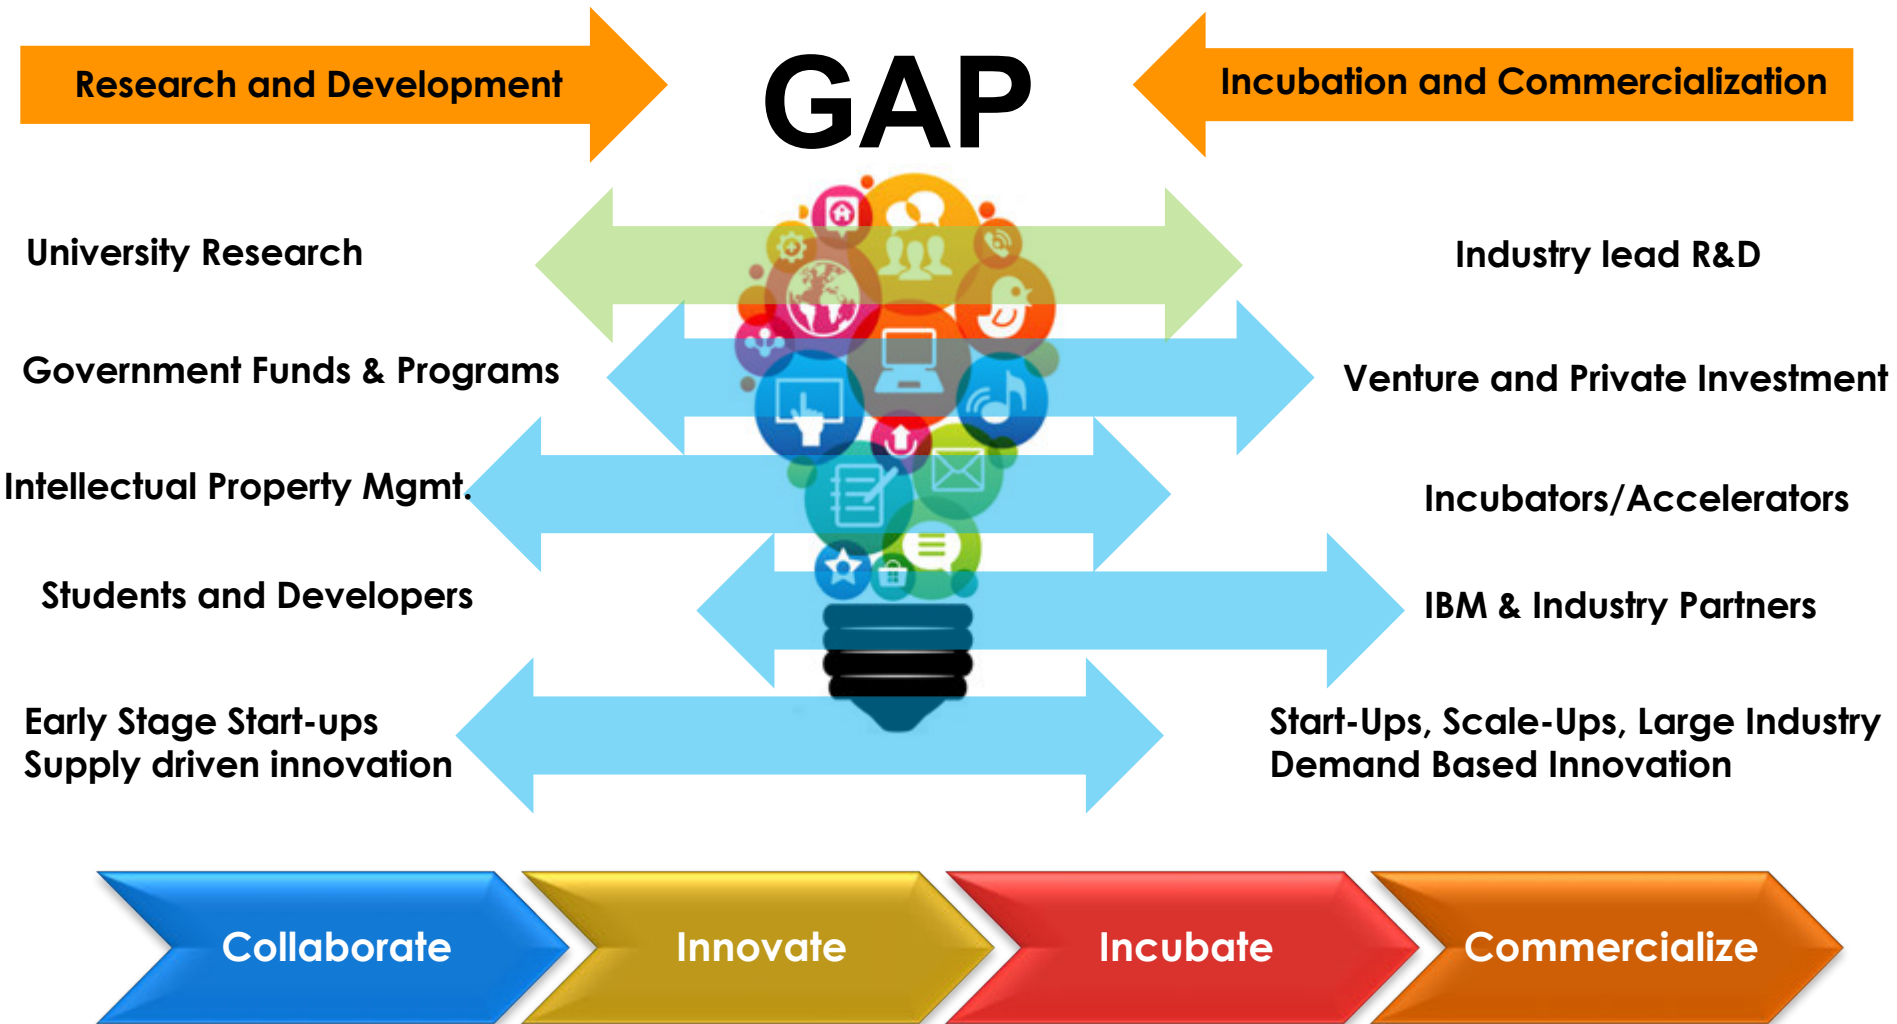 Research and Development
GAP
Incubation and Commercialization
University Research
Industry lead R&D
Government Funds & Programs
Venture and Private Investment
Intellectual Property Mgmt.
Incubators/Accelerators
Students and Developers
IBM & Industry Partners
Early Stage Start-ups
Supply driven innovation
Start-Ups, Scale-Ups, Large Industry
Demand Based Innovation
Collaborate
Innovate
Incubate
Commercialize